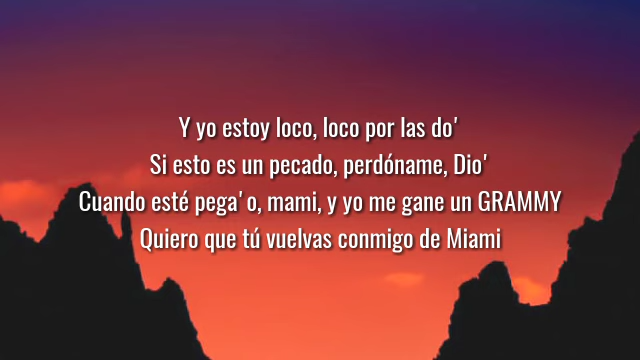 Y yo estoy loco, loco por las do'
Si esto es un pecado, perdóname, Dio'
Cuando esté pega'o, mami, y yo me gane un GRAMMY
Quiero que tú vuelvas conmigo de Miami